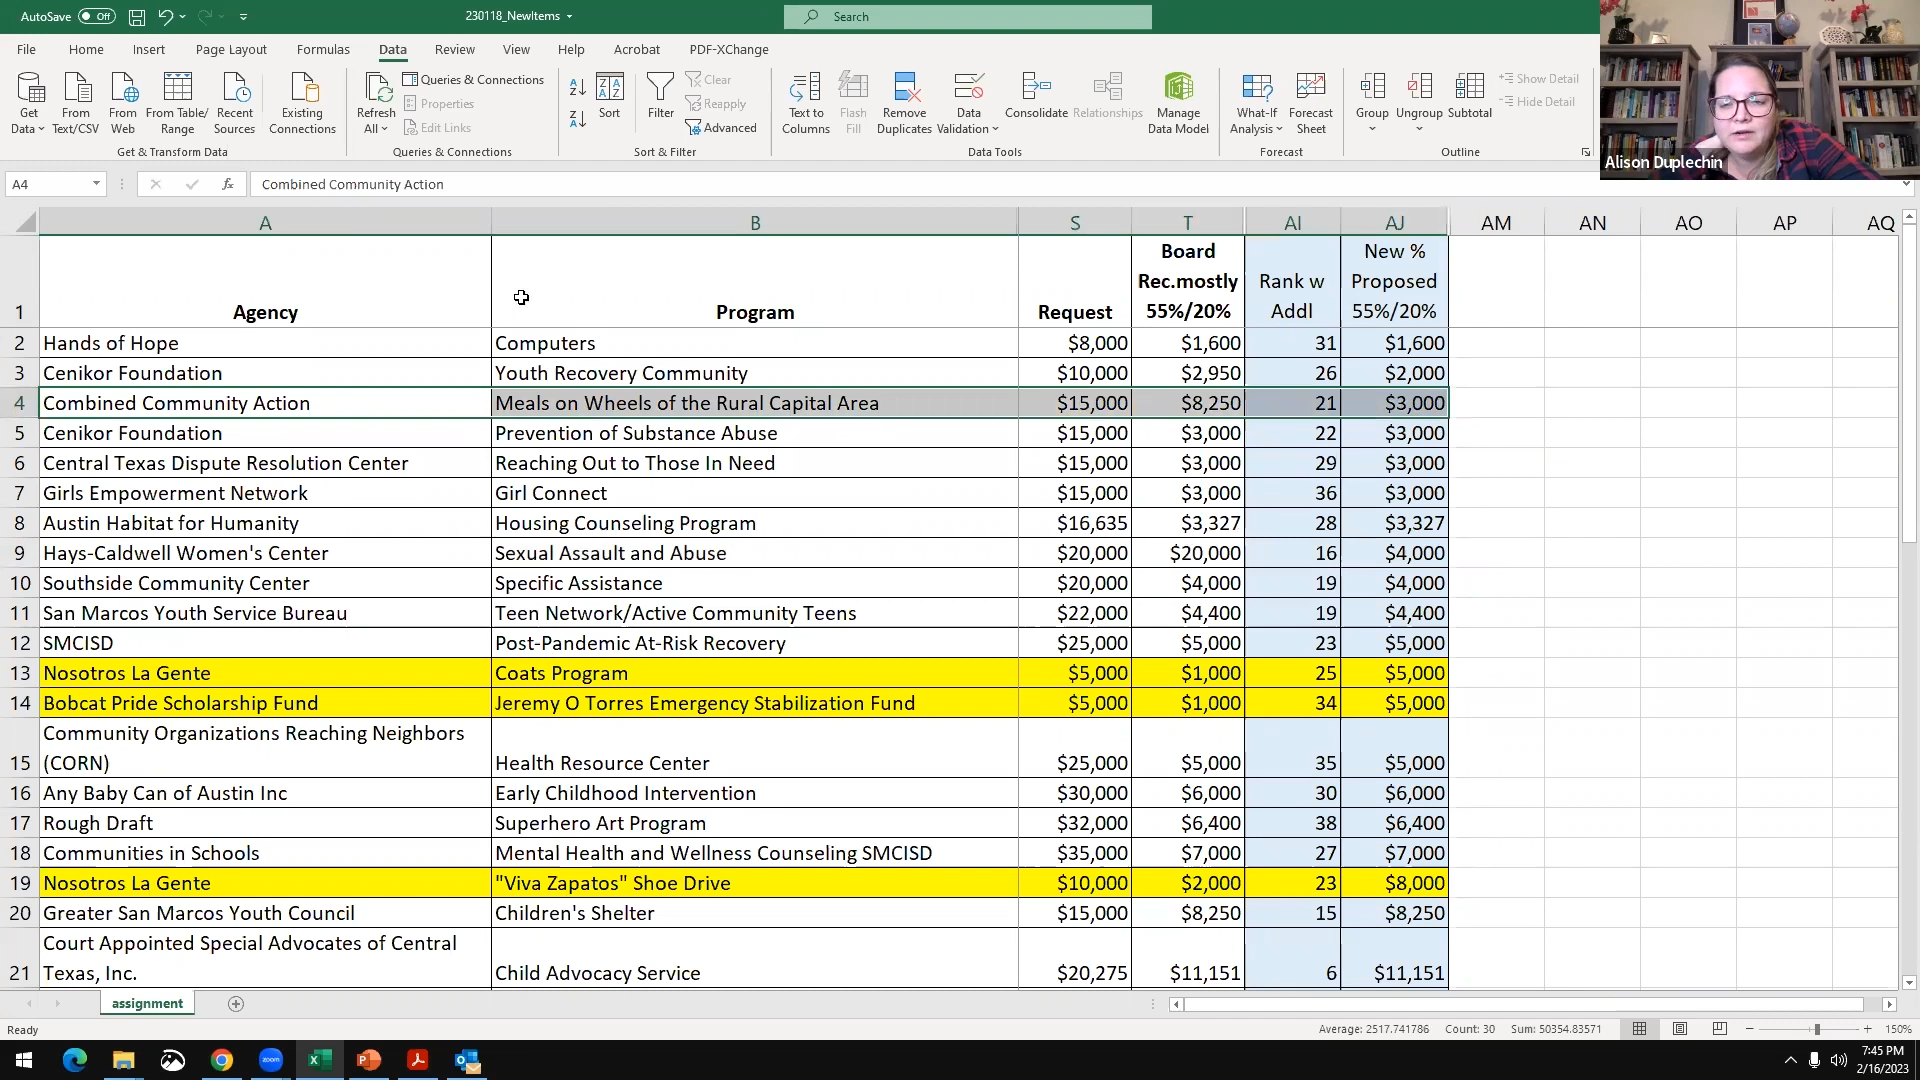 AutoSave Off 230118_NewItems Search
File Home Insert Page Layout Formulas Data Review View Help Acrobat PDF-XChange
Get Data From Text/CSV From Web From Table/Range Recent Sources Existing Connections
Get & Transform Data
Refresh All Queries & Connections Properties Edit Links
Queries & Connections
Sort Filter Clear Reapply Advanced
Sort & Filter
Text to Columns Flash Fill Remove Duplicates Data Validation Consolidate Relationships Manage Data Model
Data Tools
What-If Analysis Forecast Sheet
Forecast
Group Ungroup Subtotal Show Detail Hide Detail
Outline
Alison Duplechin
A4 fx Combined Community Action
A B S T AI AJ AM AN AO AP AQ
1 Agency Program Request Board Rec.mostly 55%/20% Rank w Addl New % Proposed 55%/20%
2 Hands of Hope Computers $8,000 $1,600 31 $1,600
3 Cenikor Foundation Youth Recovery Community $10,000 $2,950 26 $2,000
4 Combined Community Action Meals on Wheels of the Rural Capital Area $15,000 $8,250 21 $3,000
5 Cenikor Foundation Prevention of Substance Abuse $15,000 $3,000 22 $3,000
6 Central Texas Dispute Resolution Center Reaching Out to Those In Need $15,000 $3,000 29 $3,000
7 Girls Empowerment Network Girl Connect $15,000 $3,000 36 $3,000
8 Austin Habitat for Humanity Housing Counseling Program $16,635 $3,327 28 $3,327
9 Hays-Caldwell Women's Center Sexual Assault and Abuse $20,000 $20,000 16 $4,000
10 Southside Community Center Specific Assistance $20,000 $4,000 19 $4,000
11 San Marcos Youth Service Bureau Teen Network/Active Community Teens $22,000 $4,400 19 $4,400
12 SMCISD Post-Pandemic At-Risk Recovery $25,000 $5,000 23 $5,000
13 Nosotros La Gente Coats Program $5,000 $1,000 25 $5,000
14 Bobcat Pride Scholarship Fund Jeremy O Torres Emergency Stabilization Fund $5,000 $1,000 34 $5,000
Community Organizations Reaching Neighbors
15 (CORN) Health Resource Center $25,000 $5,000 35 $5,000
16 Any Baby Can of Austin Inc Early Childhood Intervention $30,000 $6,000 30 $6,000
17 Rough Draft Superhero Art Program $32,000 $6,400 38 $6,400
18 Communities in Schools Mental Health and Wellness Counseling SMCISD $35,000 $7,000 27 $7,000
19 Nosotros La Gente "Viva Zapatos" Shoe Drive $10,000 $2,000 23 $8,000
20 Greater San Marcos Youth Council Children's Shelter $15,000 $8,250 15 $8,250
Court Appointed Special Advocates of Central
21 Texas, Inc. Child Advocacy Service $20,275 $11,151 6 $11,151
assignment
Ready Average: 2517.741786 Count: 30 Sum: 50354.83571 150%
zoom 7:45 PM
2/16/2023